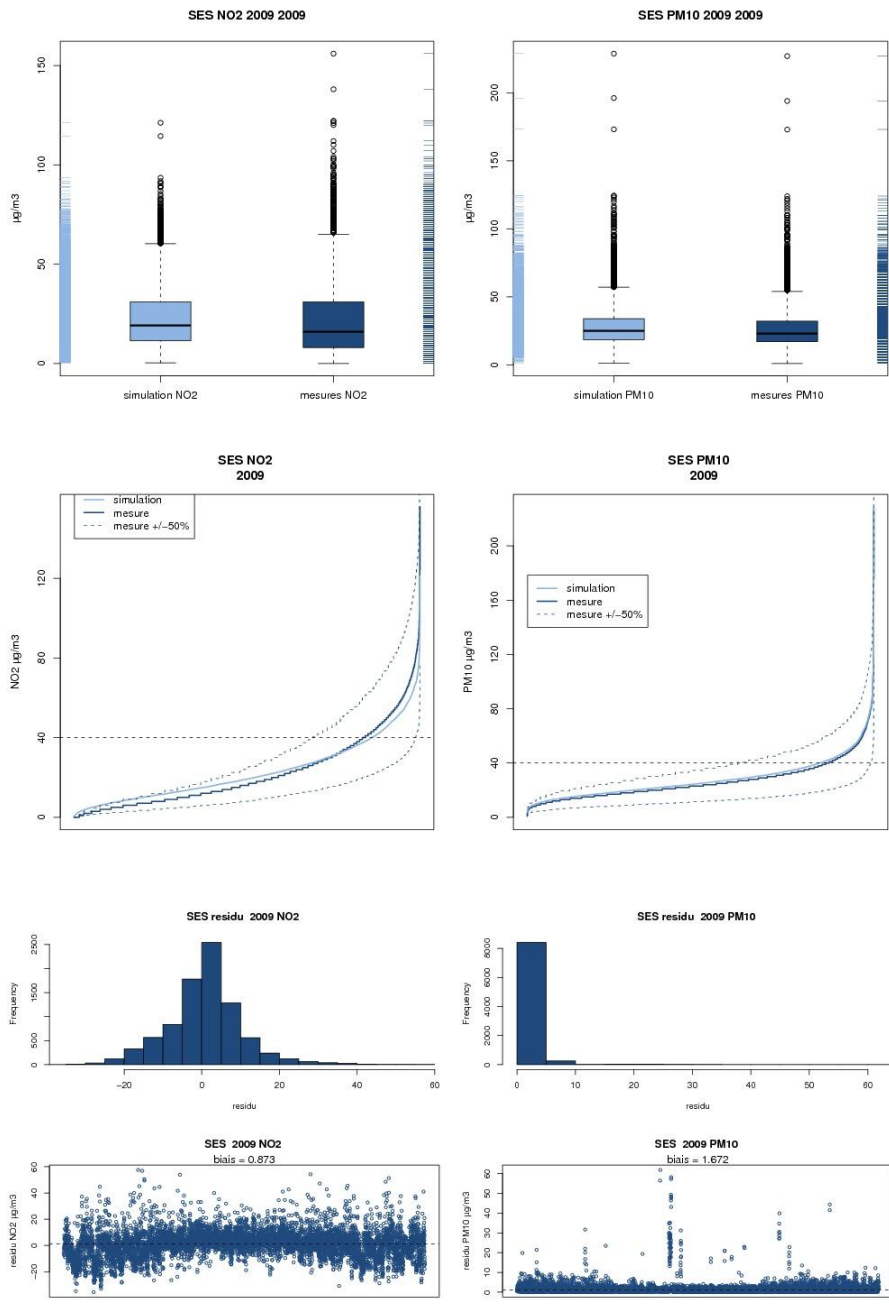 SES NO2 2009 2009
SES PM10 2009 2009
µg/m3
0
50
100
150
simulation NO2
mesures NO2
µg/m3
0
50
100
150
200
simulation PM10
mesures PM10
SES NO2
2009
SES PM10
2009
simulation
mesure
mesure +/−50%
NO2 µg/m3
0
40
80
120
simulation
mesure
mesure +/−50%
PM10 µg/m3
0
40
80
120
160
200
SES residu 2009 NO2
SES residu 2009 PM10
Frequency
0
500
1500
2500
−20
0
20
40
60
residu
Frequency
0
2000
4000
6000
8000
0
10
20
30
40
50
60
residu
SES 2009 NO2
biais = 0.873
residu NO2 µg/m3
−20
0
20
40
60
SES 2009 PM10
biais = 1.672
residu PM10 µg/m3
0
10
20
30
40
50
60